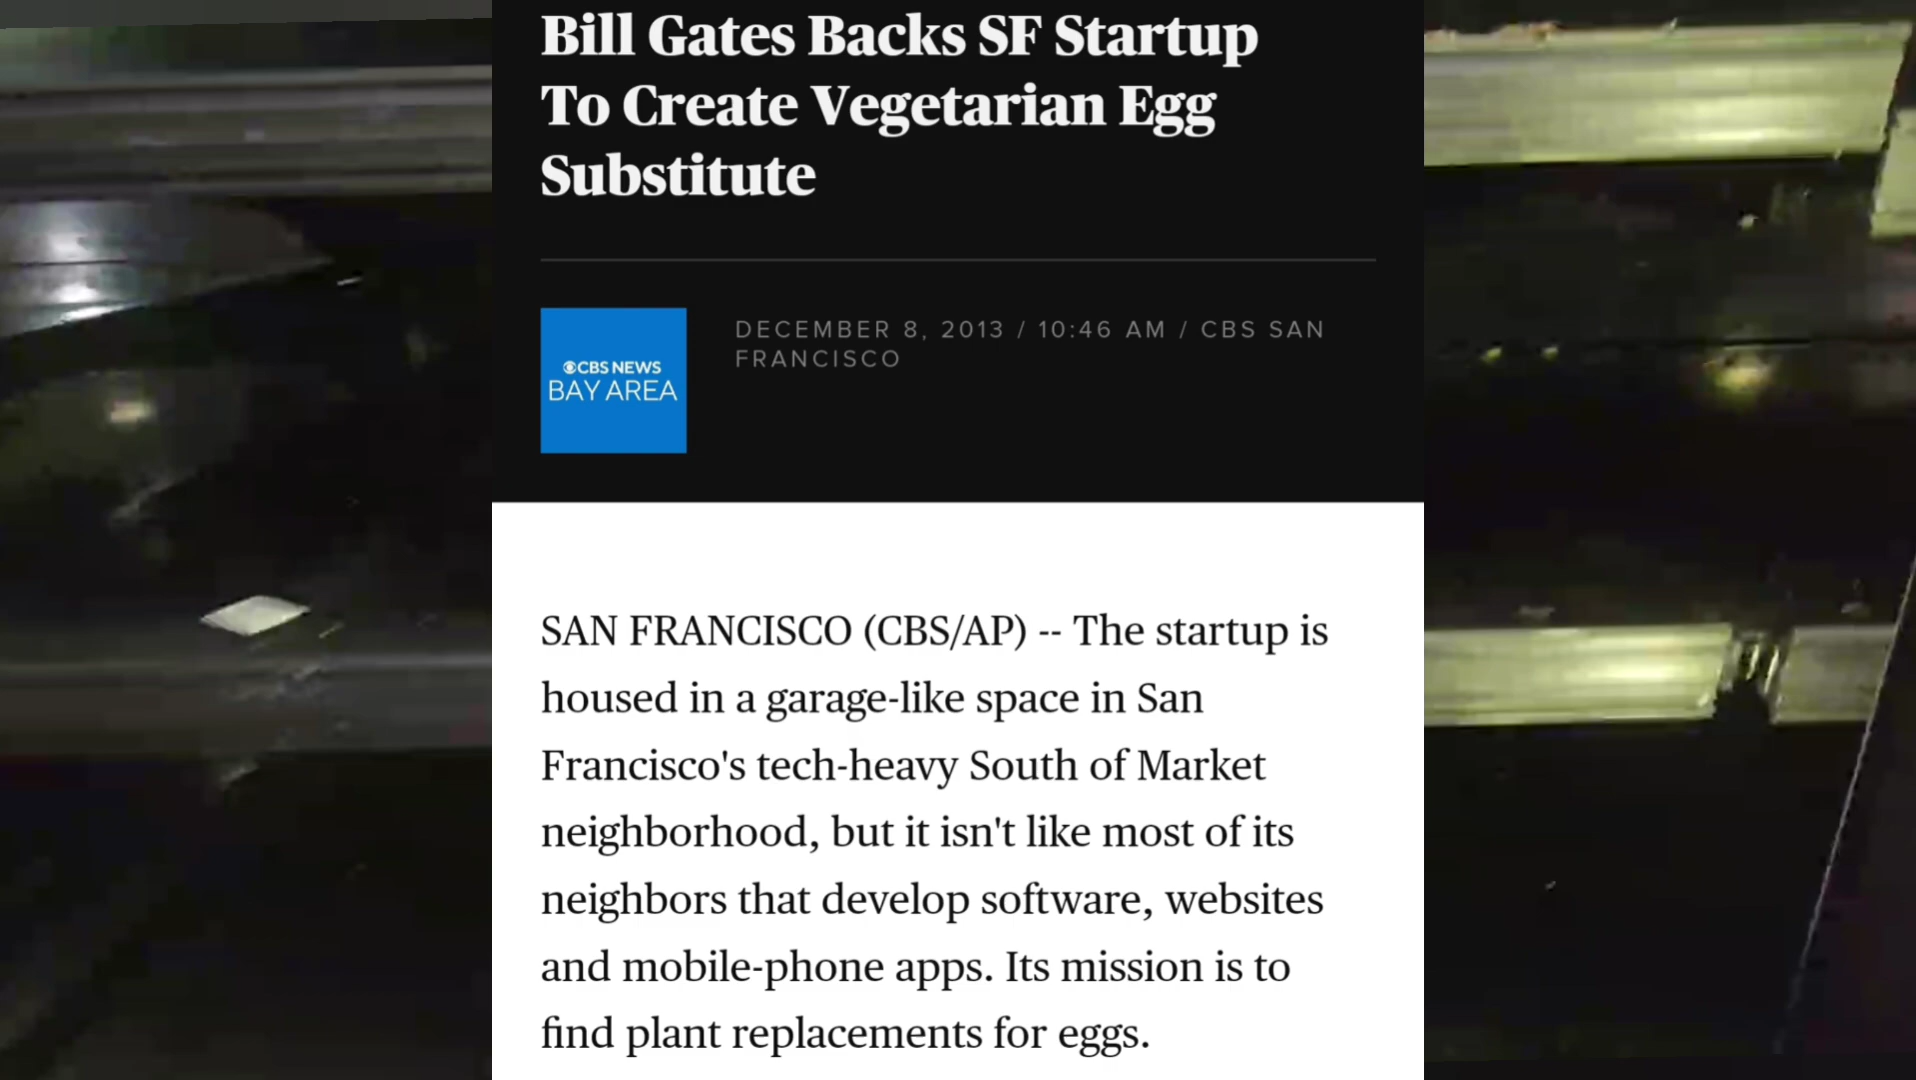 Bill Gates Backs SF Startup
To Create Vegetarian Egg
Substitute
DECEMBER 8, 2013 / 10:46 AM / CBS SAN
FRANCISCO
CBS NEWS
BAY AREA
SAN FRANCISCO (CBS/AP) -- The startup is
housed in a garage-like space in San
Francisco's tech-heavy South of Market
neighborhood, but it isn't like most of its
neighbors that develop software, websites
and mobile-phone apps. Its mission is to
find plant replacements for eggs.